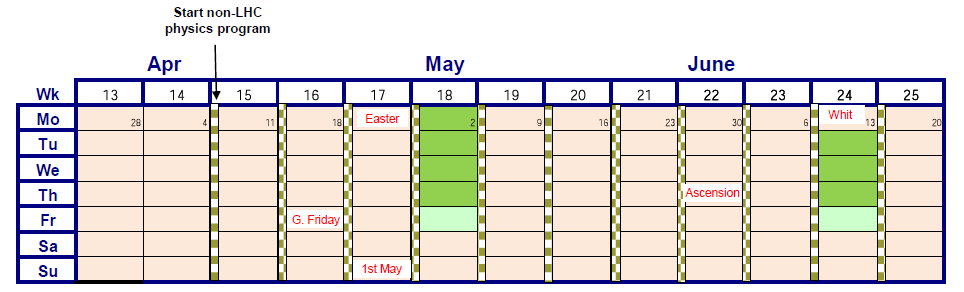 Start non-LHC
physics program
Apr May June
Wk 13 14 15 16 17 18 19 20 21 22 23 24 25
Mo 28 4 11 18 Easter 2 9 16 23 30 6 Whit 13 20
Tu
We
Th Ascension
Fr G. Friday
Sa
Su 1st May